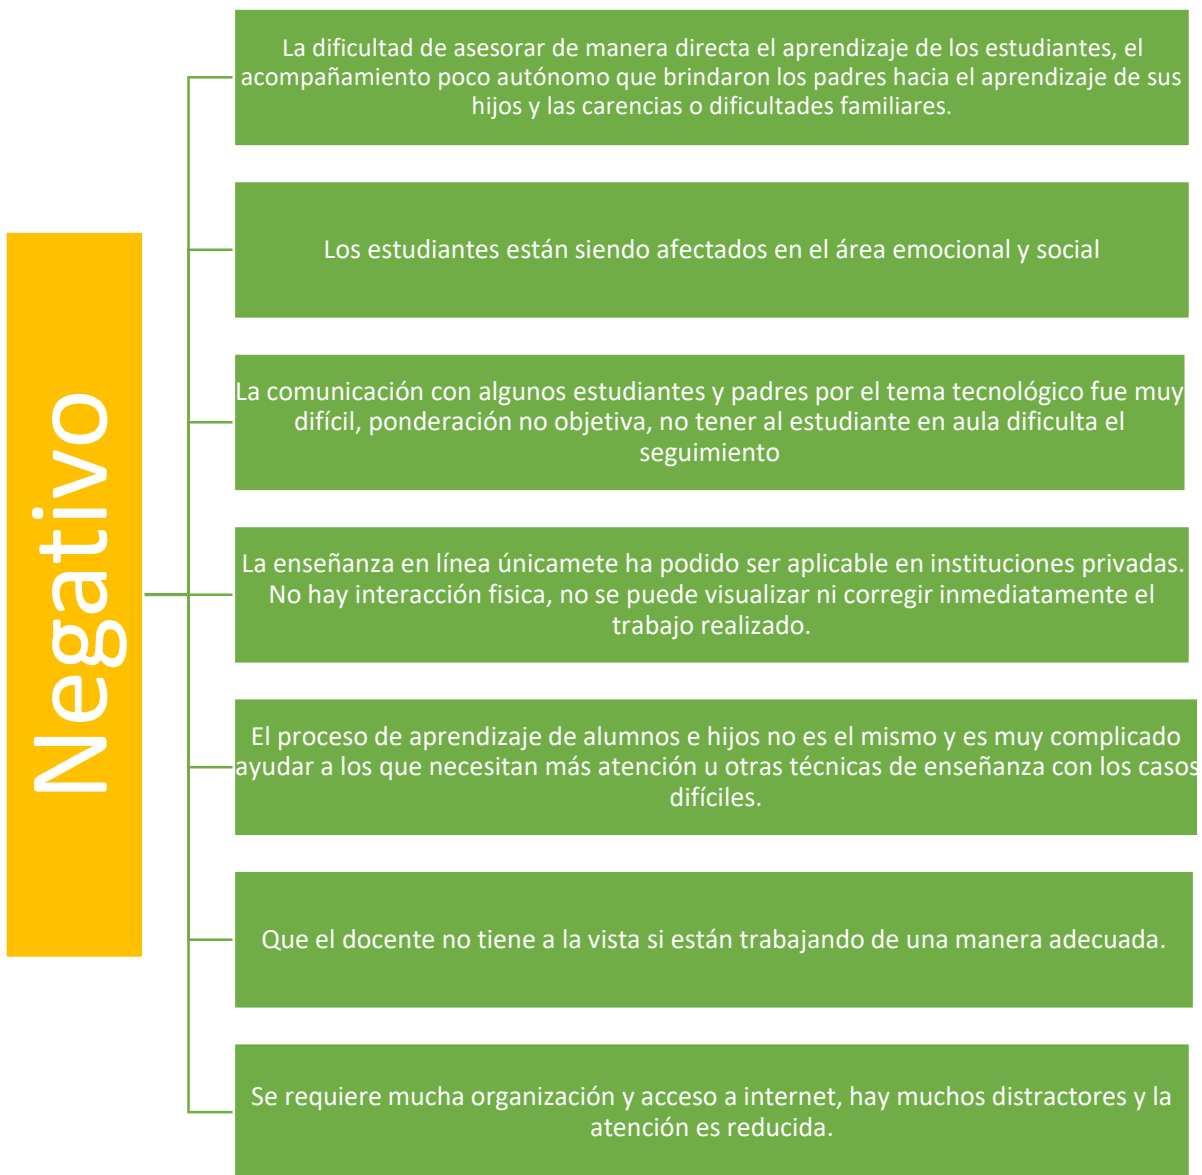 Negativo
La dificultad de asesorar de manera directa el aprendizaje de los estudiantes, el
acompañamiento poco autónomo que brindaron los padres hacia el aprendizaje de sus
hijos y las carencias o dificultades familiares.
Los estudiantes están siendo afectados en el área emocional y social
La comunicación con algunos estudiantes y padres por el tema tecnológico fue muy
difícil, ponderación no objetiva, no tener al estudiante en aula dificulta el
seguimiento
La enseñanza en línea únicamete ha podido ser aplicable en instituciones privadas.
No hay interacción fisica, no se puede visualizar ni corregir inmediatamente el
trabajo realizado.
El proceso de aprendizaje de alumnos e hijos no es el mismo y es muy complicado
ayudar a los que necesitan más atención u otras técnicas de enseñanza con los casos
difíciles.
Que el docente no tiene a la vista si están trabajando de una manera adecuada.
Se requiere mucha organización y acceso a internet, hay muchos distractores y la
atención es reducida.